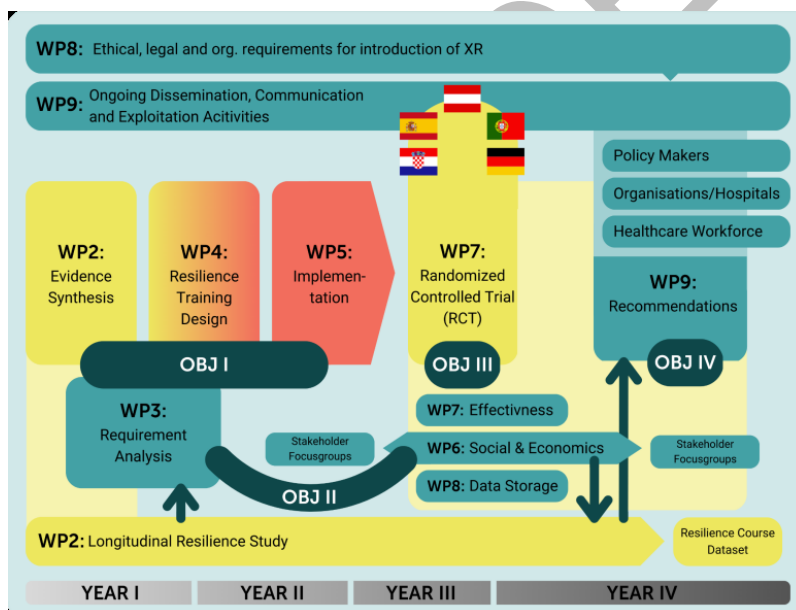 WP8: Ethical, legal and org. requirements for introduction of XR
WP9: Ongoing Dissemination, Communication
and Exploitation Acitivities
Policy Makers
Organisations/Hospitals
Healthcare Workforce
WP2:
Evidence
Synthesis
WP4:
Resilience
Training
Design
WP5:
Implemen-
tation
WP7:
Randomized
Controlled Trial
(RCT)
WP9:
Recommendations
OBJ I
OBJ III
OBJ IV
WP3:
Requirement
Analysis
OBJ II
Stakeholder
Focusgroups
WP7: Effectivness
WP6: Social & Economics
WP8: Data Storage
Stakeholder
Focusgroups
WP2: Longitudinal Resilience Study
Resilience Course
Dataset
YEAR I
YEAR II
YEAR III
YEAR IV